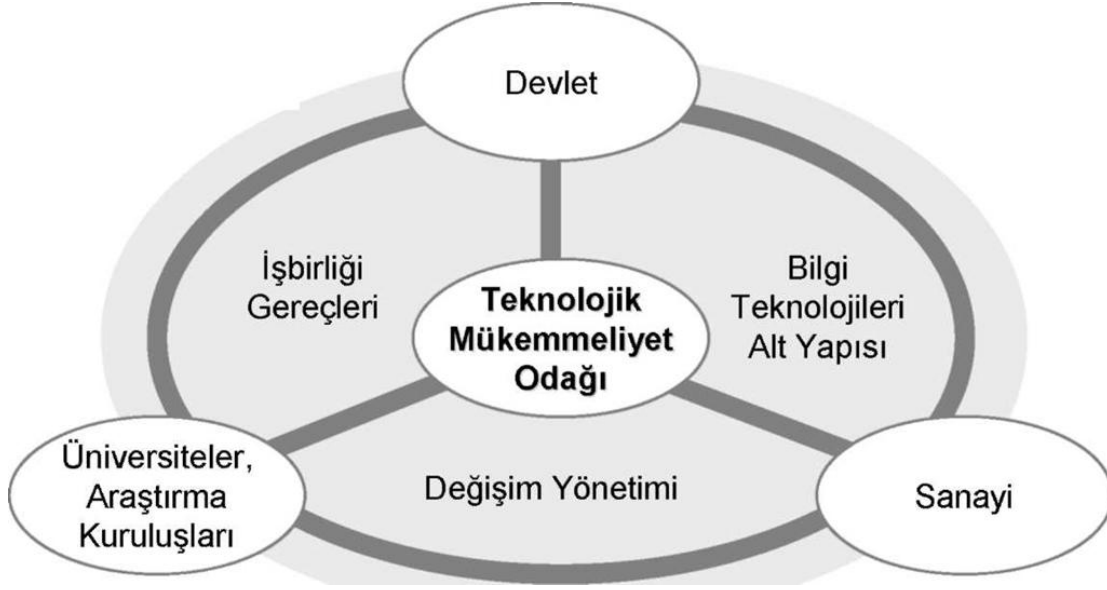 Devlet
İşbirliği
Gereçleri
Bilgi
Teknolojileri
Alt Yapısı
Teknolojik
Mükemmeliyet
Odağı
Üniversiteler,
Araştırma
Kuruluşları
Değişim Yönetimi
Sanayi